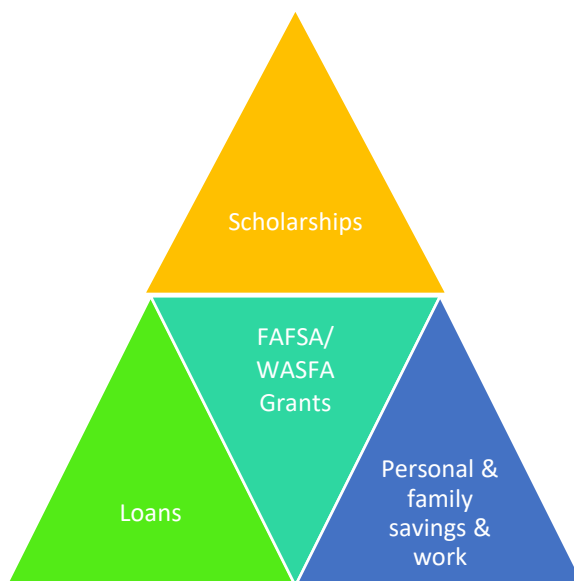 Scholarships
FAFSA/
WASFA
Grants
Loans
Personal &
family
savings &
work